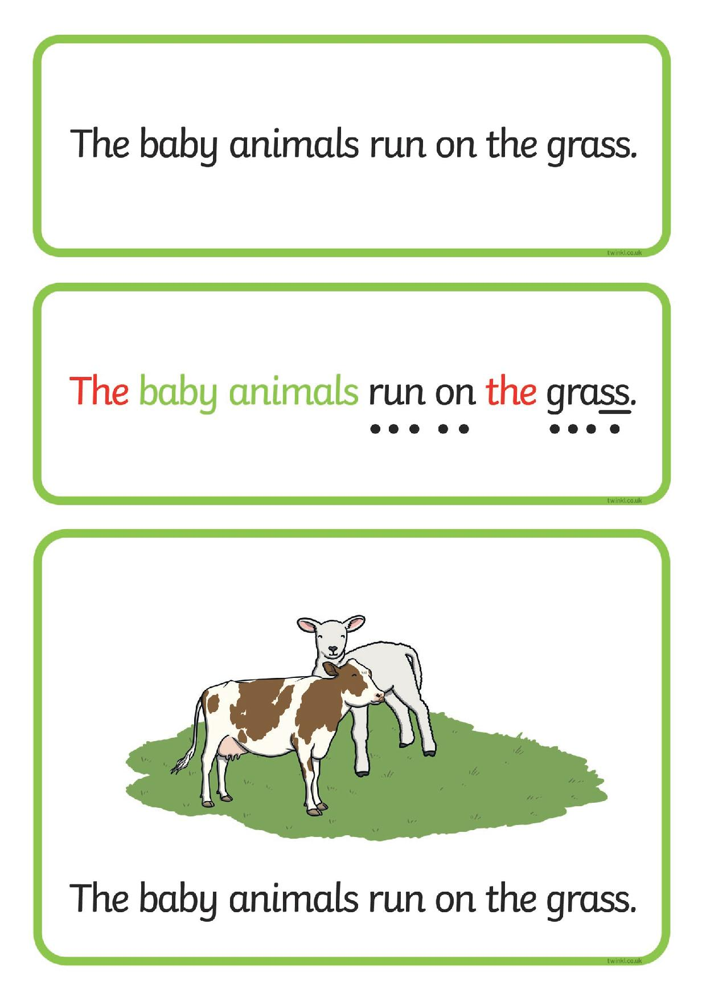 The baby animals run on the grass.
twinkl.co.uk
The baby animals run on the grass.
twinkl.co.uk
The baby animals run on the grass.
twinkl.co.uk